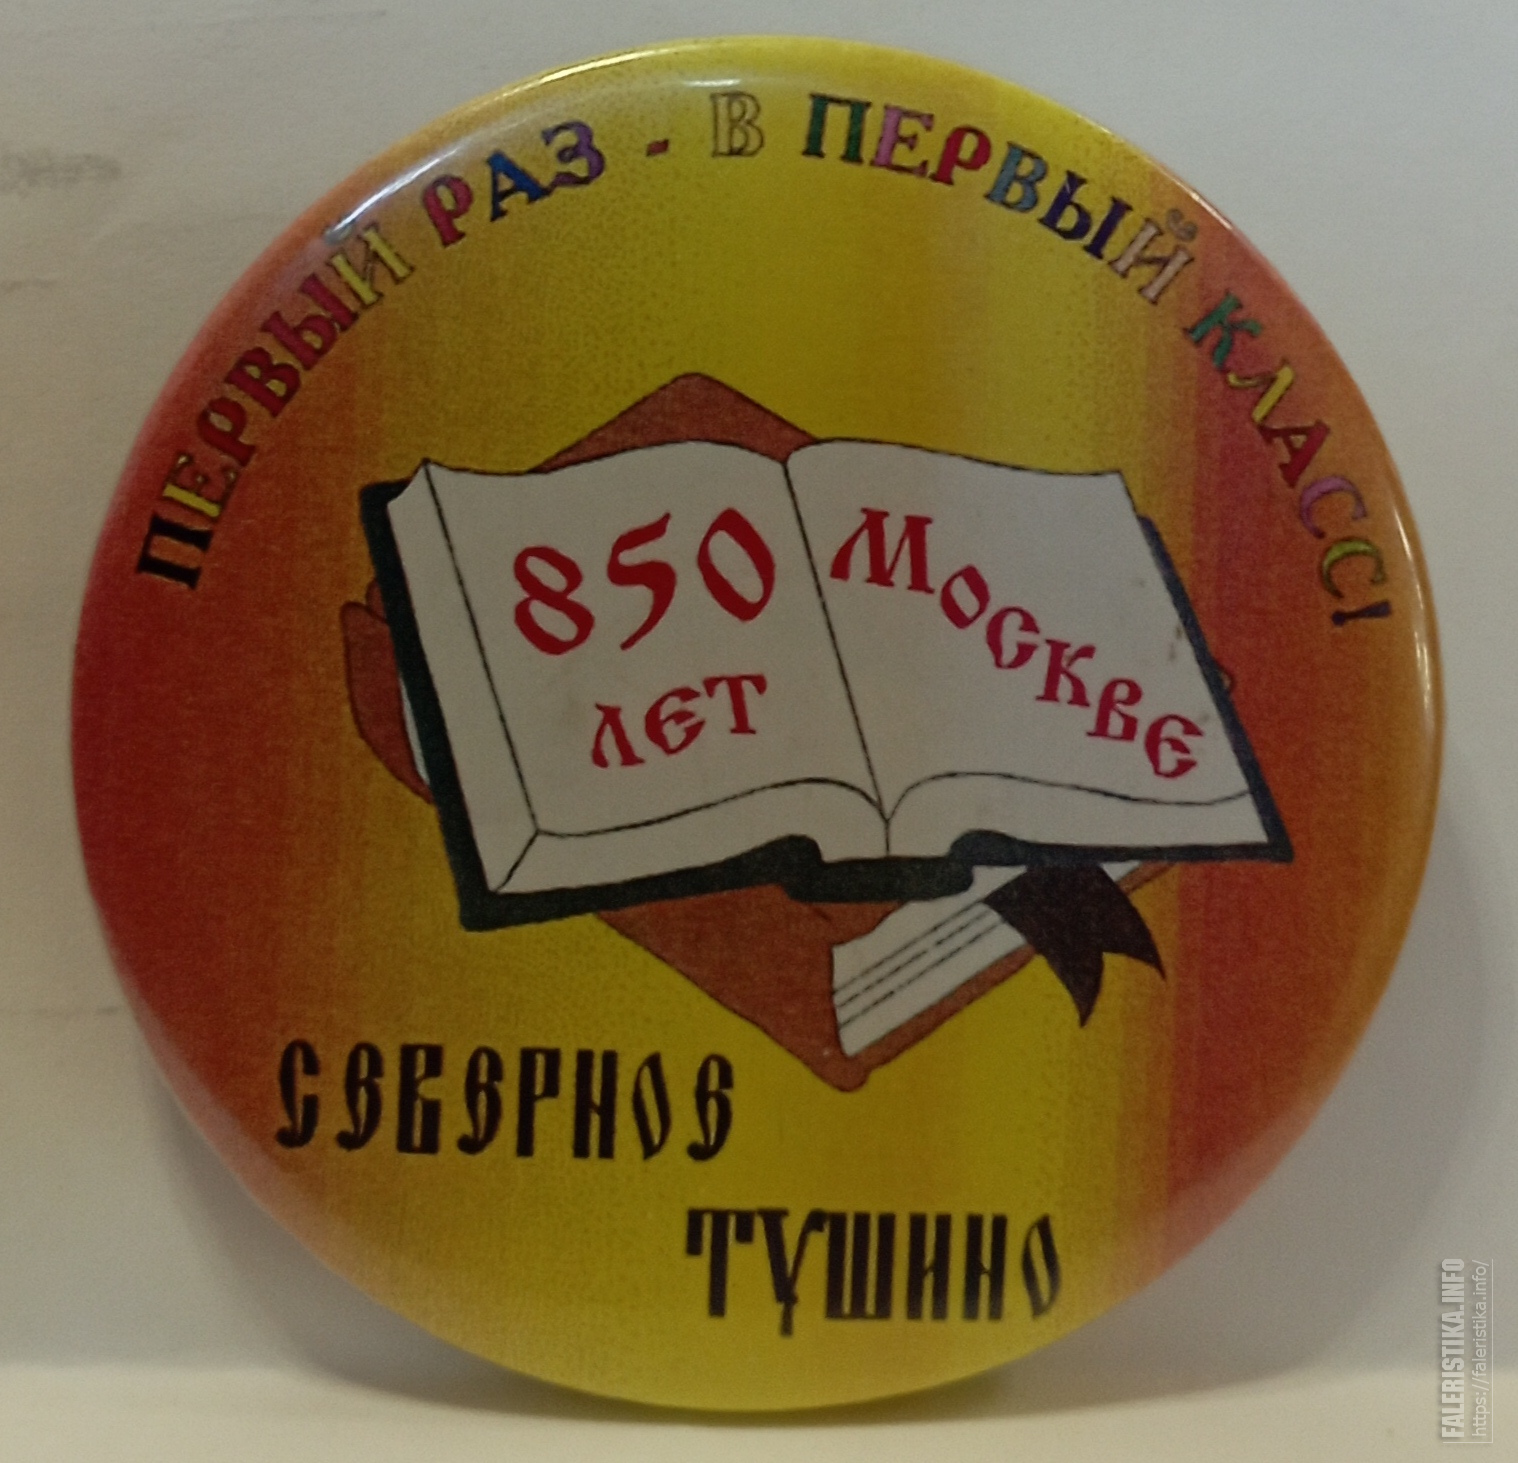 ПЕРВЫЙ РАЗ - В ПЕРВЫЙ КЛАСС!
850
ЛЕТ
МОСКВЕ
СЕВЕРНОЕ
ТУШИНО
FALERISTIKA.INFO
https://faleristika.info/